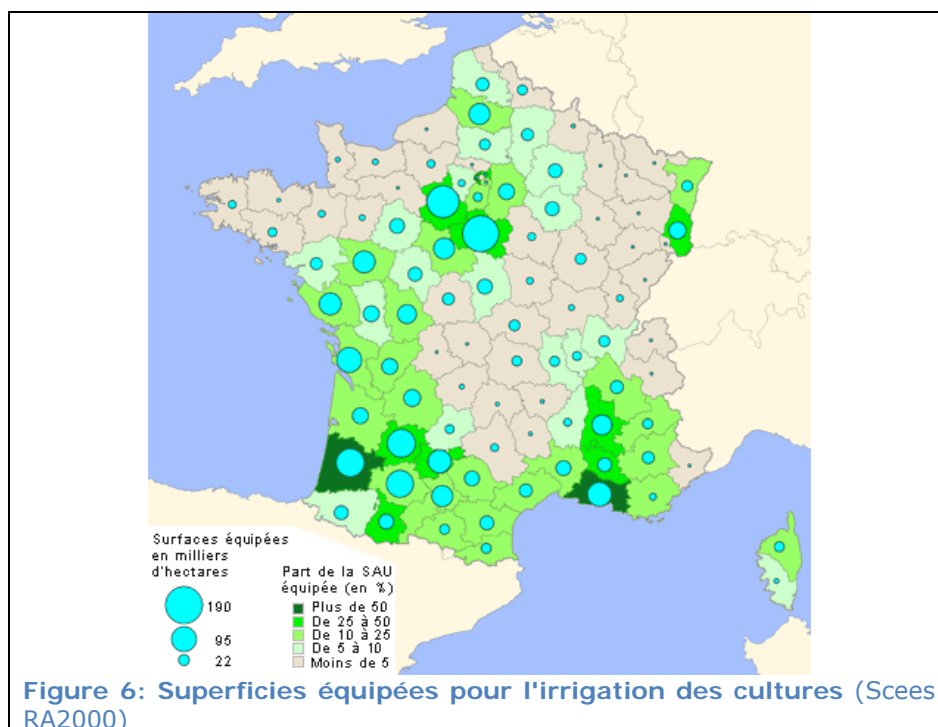 Surfaces équipées
en milliers
d'hectares
190
95
22
Part de la SAU
équipée (en %)
Plus de 50
De 25 à 50
De 10 à 25
De 5 à 10
Moins de 5
Figure 6: Superficies équipées pour l'irrigation des cultures (Scees
RA2000)